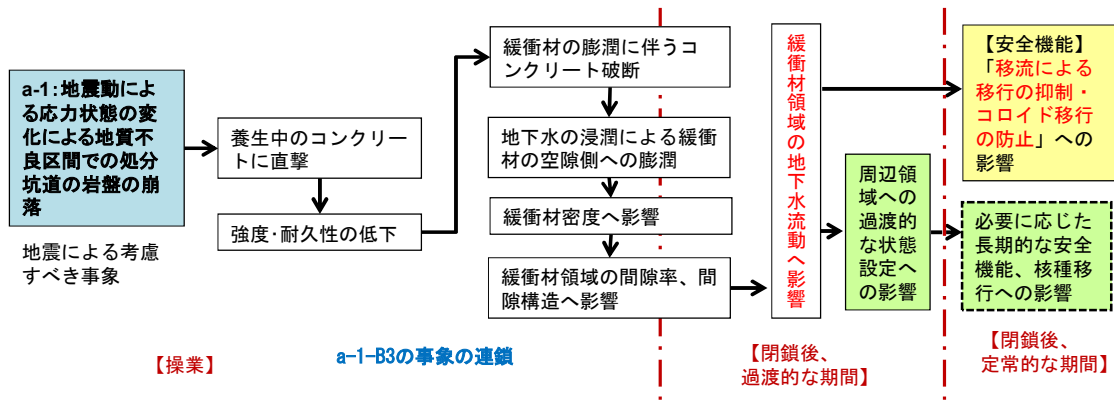 a-1:地震動によ
る応力状態の変
化による地質不
良区間での処分
坑道の岩盤の崩
落
地震による考慮
すべき事象
養生中のコンクリー
トに直撃
強度・耐久性の低下
緩衝材の膨潤に伴うコ
ンクリート破断
地下水の浸潤による緩衝
材の空隙側への膨潤
緩衝材密度へ影響
緩衝材領域の間隙率、間
隙構造へ影響
緩衝材領域の地下水流動へ影響
周辺領
域への
過渡的
な状態
設定へ
の影響
【安全機能】
「移流による
移行の抑制・
コロイド移行
の防止」への
影響
必要に応じた
長期的な安全
機能、核種移
行への影響
【操業】
a-1-B3の事象の連鎖
【閉鎖後、
過渡的な期間】
【閉鎖後、
定常的な期間】